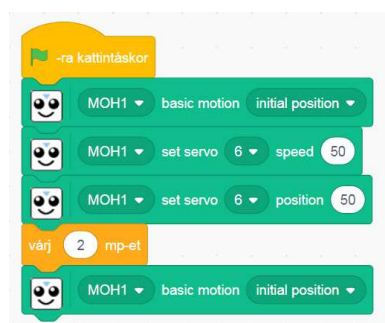 -ra kattintáskor
MOH1 basic motion initial position
MOH1 set servo 6 speed 50
MOH1 set servo 6 position 50
várj 2 mp-et
MOH1 basic motion initial position